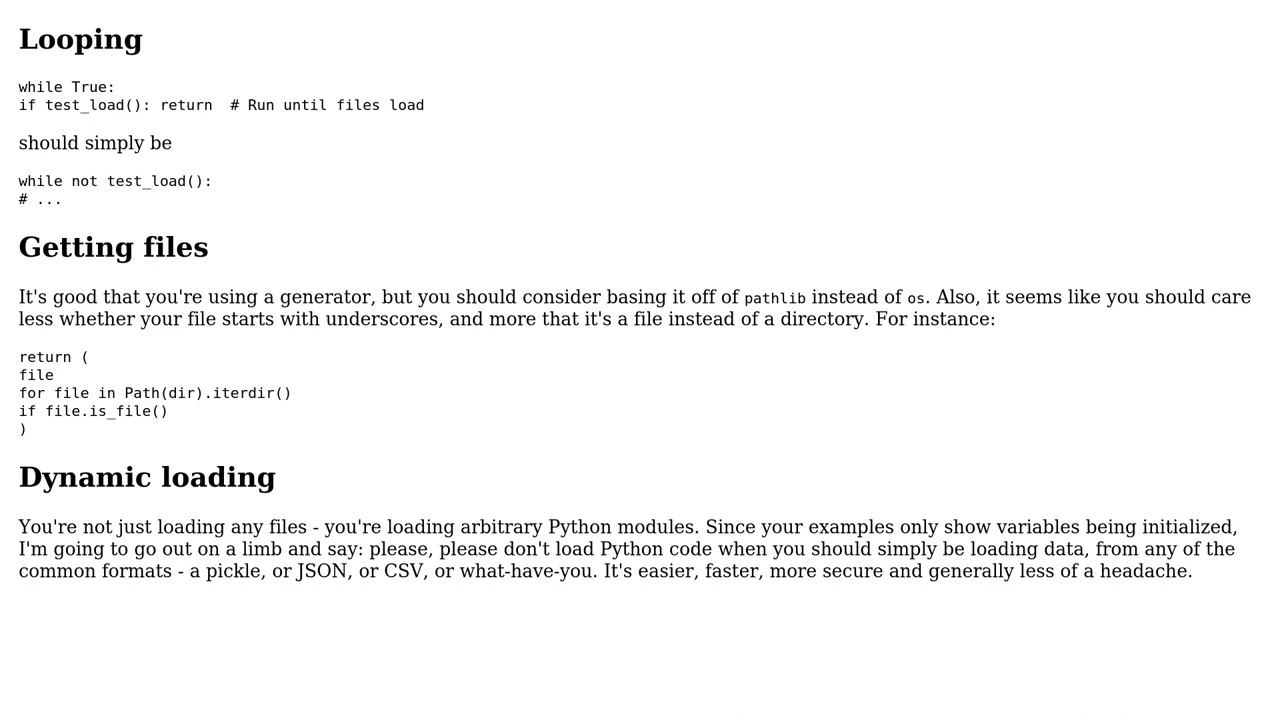 Looping
while True:
if test_load(): return  # Run until files load
should simply be
while not test_load():
# ...
Getting files
It's good that you're using a generator, but you should consider basing it off of pathlib instead of os. Also, it seems like you should care
less whether your file starts with underscores, and more that it's a file instead of a directory. For instance:
return (
file
for file in Path(dir).iterdir()
if file.is_file()
)
Dynamic loading
You're not just loading any files - you're loading arbitrary Python modules. Since your examples only show variables being initialized,
I'm going to go out on a limb and say: please, please don't load Python code when you should simply be loading data, from any of the
common formats - a pickle, or JSON, or CSV, or what-have-you. It's easier, faster, more secure and generally less of a headache.